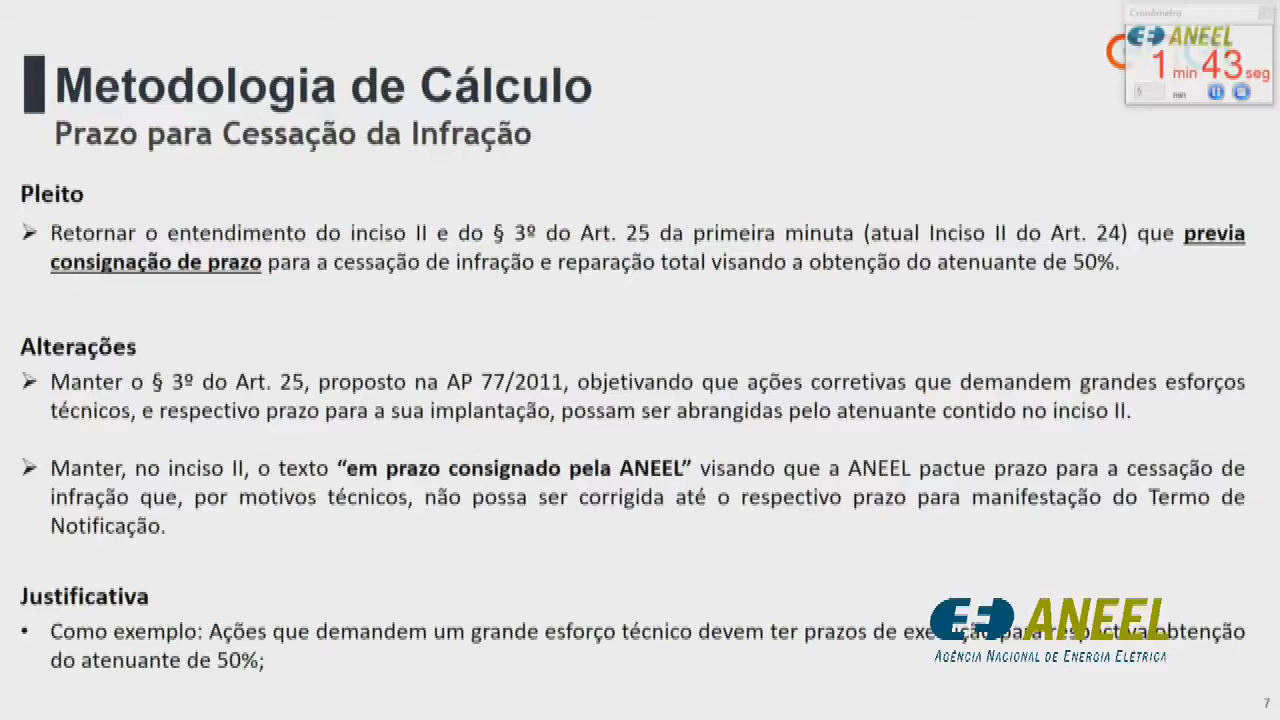 Cronômetro
ANEEL
1 min 43 seg
5 min
Metodologia de Cálculo
Prazo para Cessação da Infração
Pleito
➢ Retornar o entendimento do inciso II e do § 3º do Art. 25 da primeira minuta (atual Inciso II do Art. 24) que previa
consignação de prazo para a cessação de infração e reparação total visando a obtenção do atenuante de 50%.
Alterações
➢ Manter o § 3º do Art. 25, proposto na AP 77/2011, objetivando que ações corretivas que demandem grandes esforços
técnicos, e respectivo prazo para a sua implantação, possam ser abrangidas pelo atenuante contido no inciso II.
➢ Manter, no inciso II, o texto “em prazo consignado pela ANEEL” visando que a ANEEL pactue prazo para a cessação de
infração que, por motivos técnicos, não possa ser corrigida até o respectivo prazo para manifestação do Termo de
Notificação.
Justificativa
• Como exemplo: Ações que demandem um grande esforço técnico devem ter prazos de execução para respectiva obtenção
do atenuante de 50%;
ANEEL
AGÊNCIA NACIONAL DE ENERGIA ELÉTRICA
7